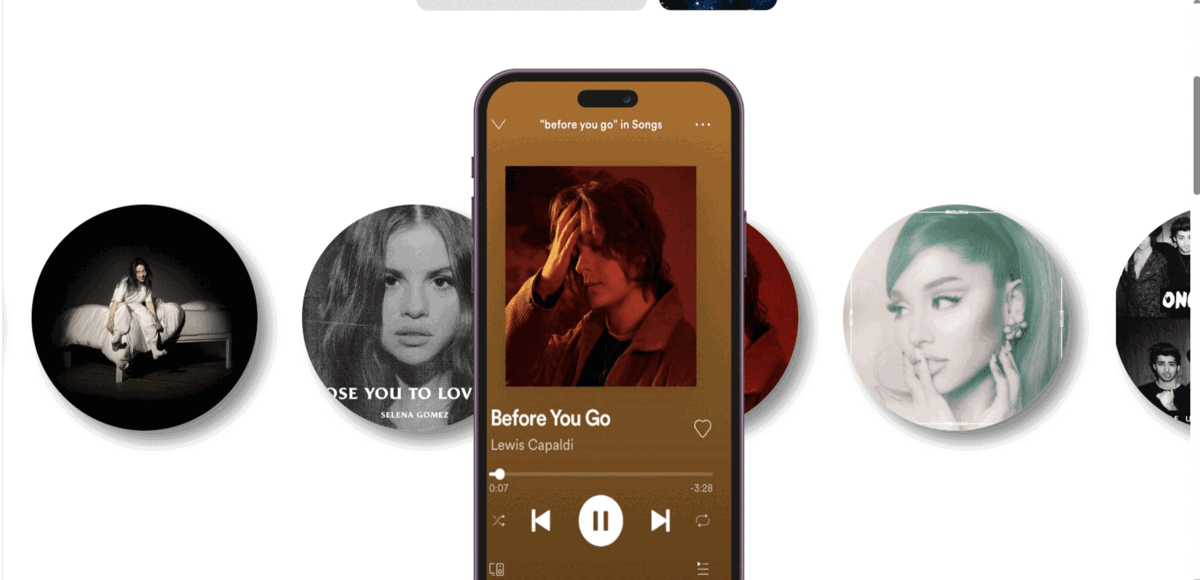 "before you go" in Songs
OSE YOU TO LOV
SELENA GOMEZ
ON
Before You Go
Lewis Capaldi
0:07
-3:28